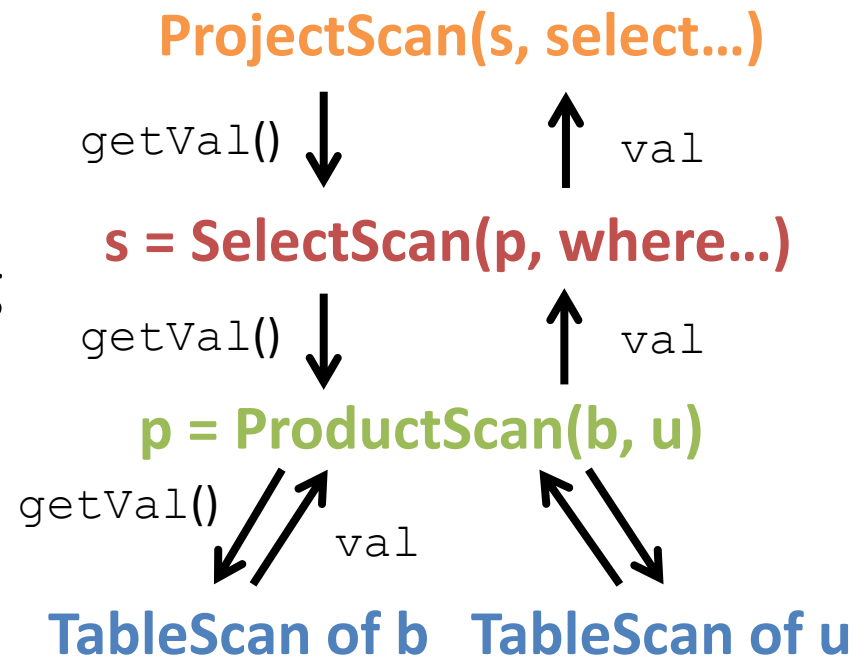 ProjectScan(s, select…)
getVal() val
s = SelectScan(p, where…)
getVal() val
p = ProductScan(b, u)
getVal()
val
TableScan of b TableScan of u